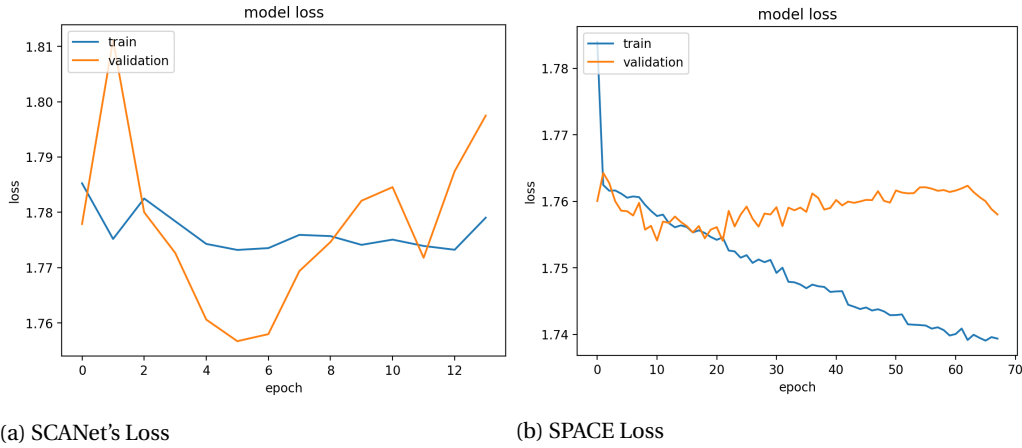 model loss
train
validation
1.81
1.80
1.79
1.78
1.77
1.76
loss
0 2 4 6 8 10 12
epoch
(a) SCANet's Loss
model loss
train
validation
1.78
1.77
1.76
1.75
1.74
loss
0 10 20 30 40 50 60 70
epoch
(b) SPACE Loss